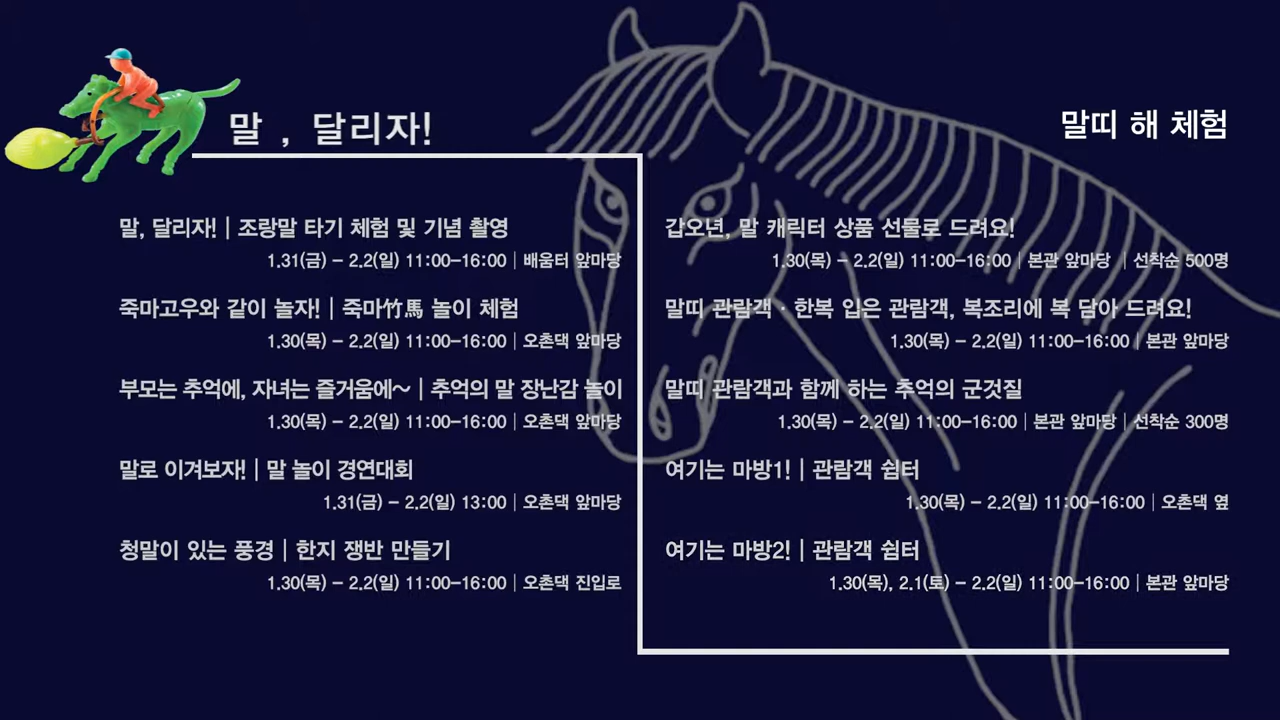 말 , 달리자!
말, 달리자! | 조랑말 타기 체험 및 기념 촬영
1.31(금) - 2.2(일) 11:00-16:00 | 배움터 앞마당
죽마고우와 같이 놀자! | 죽마竹馬 놀이 체험
1.30(목) - 2.2(일) 11:00-16:00 | 오촌댁 앞마당
부모는 추억에, 자녀는 즐거움에~ | 추억의 말 장난감 놀이
1.30(목) - 2.2(일) 11:00-16:00 | 오촌댁 앞마당
말로 이겨보자! | 말 놀이 경연대회
1.31(금) - 2.2(일) 13:00 | 오촌댁 앞마당
청말이 있는 풍경 | 한지 쟁반 만들기
1.30(목) - 2.2(일) 11:00-16:00 | 오촌댁 진입로
말띠 해 체험
갑오년, 말 캐릭터 상품 선물로 드려요!
1.30(목) - 2.2(일) 11:00-16:00 | 본관 앞마당 | 선착순 500명
말띠 관람객 · 한복 입은 관람객, 복조리에 복 담아 드려요!
1.30(목) - 2.2(일) 11:00-16:00 | 본관 앞마당
말띠 관람객과 함께 하는 추억의 군것질
1.30(목) - 2.2(일) 11:00-16:00 | 본관 앞마당 | 선착순 300명
여기는 마방1! | 관람객 쉼터
1.30(목) - 2.2(일) 11:00-16:00 | 오촌댁 옆
여기는 마방2! | 관람객 쉼터
1.30(목), 2.1(토) - 2.2(일) 11:00-16:00 | 본관 앞마당